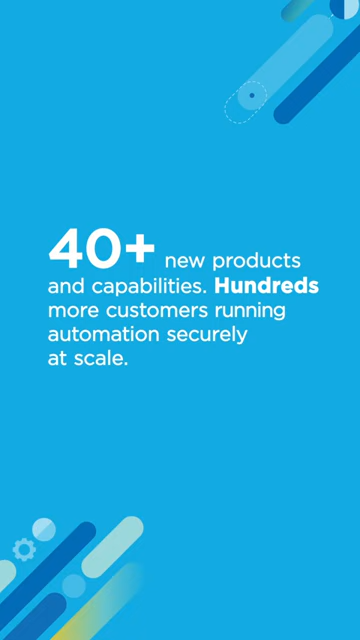 40+ new products
and capabilities. Hundreds
more customers running
automation securely
at scale.